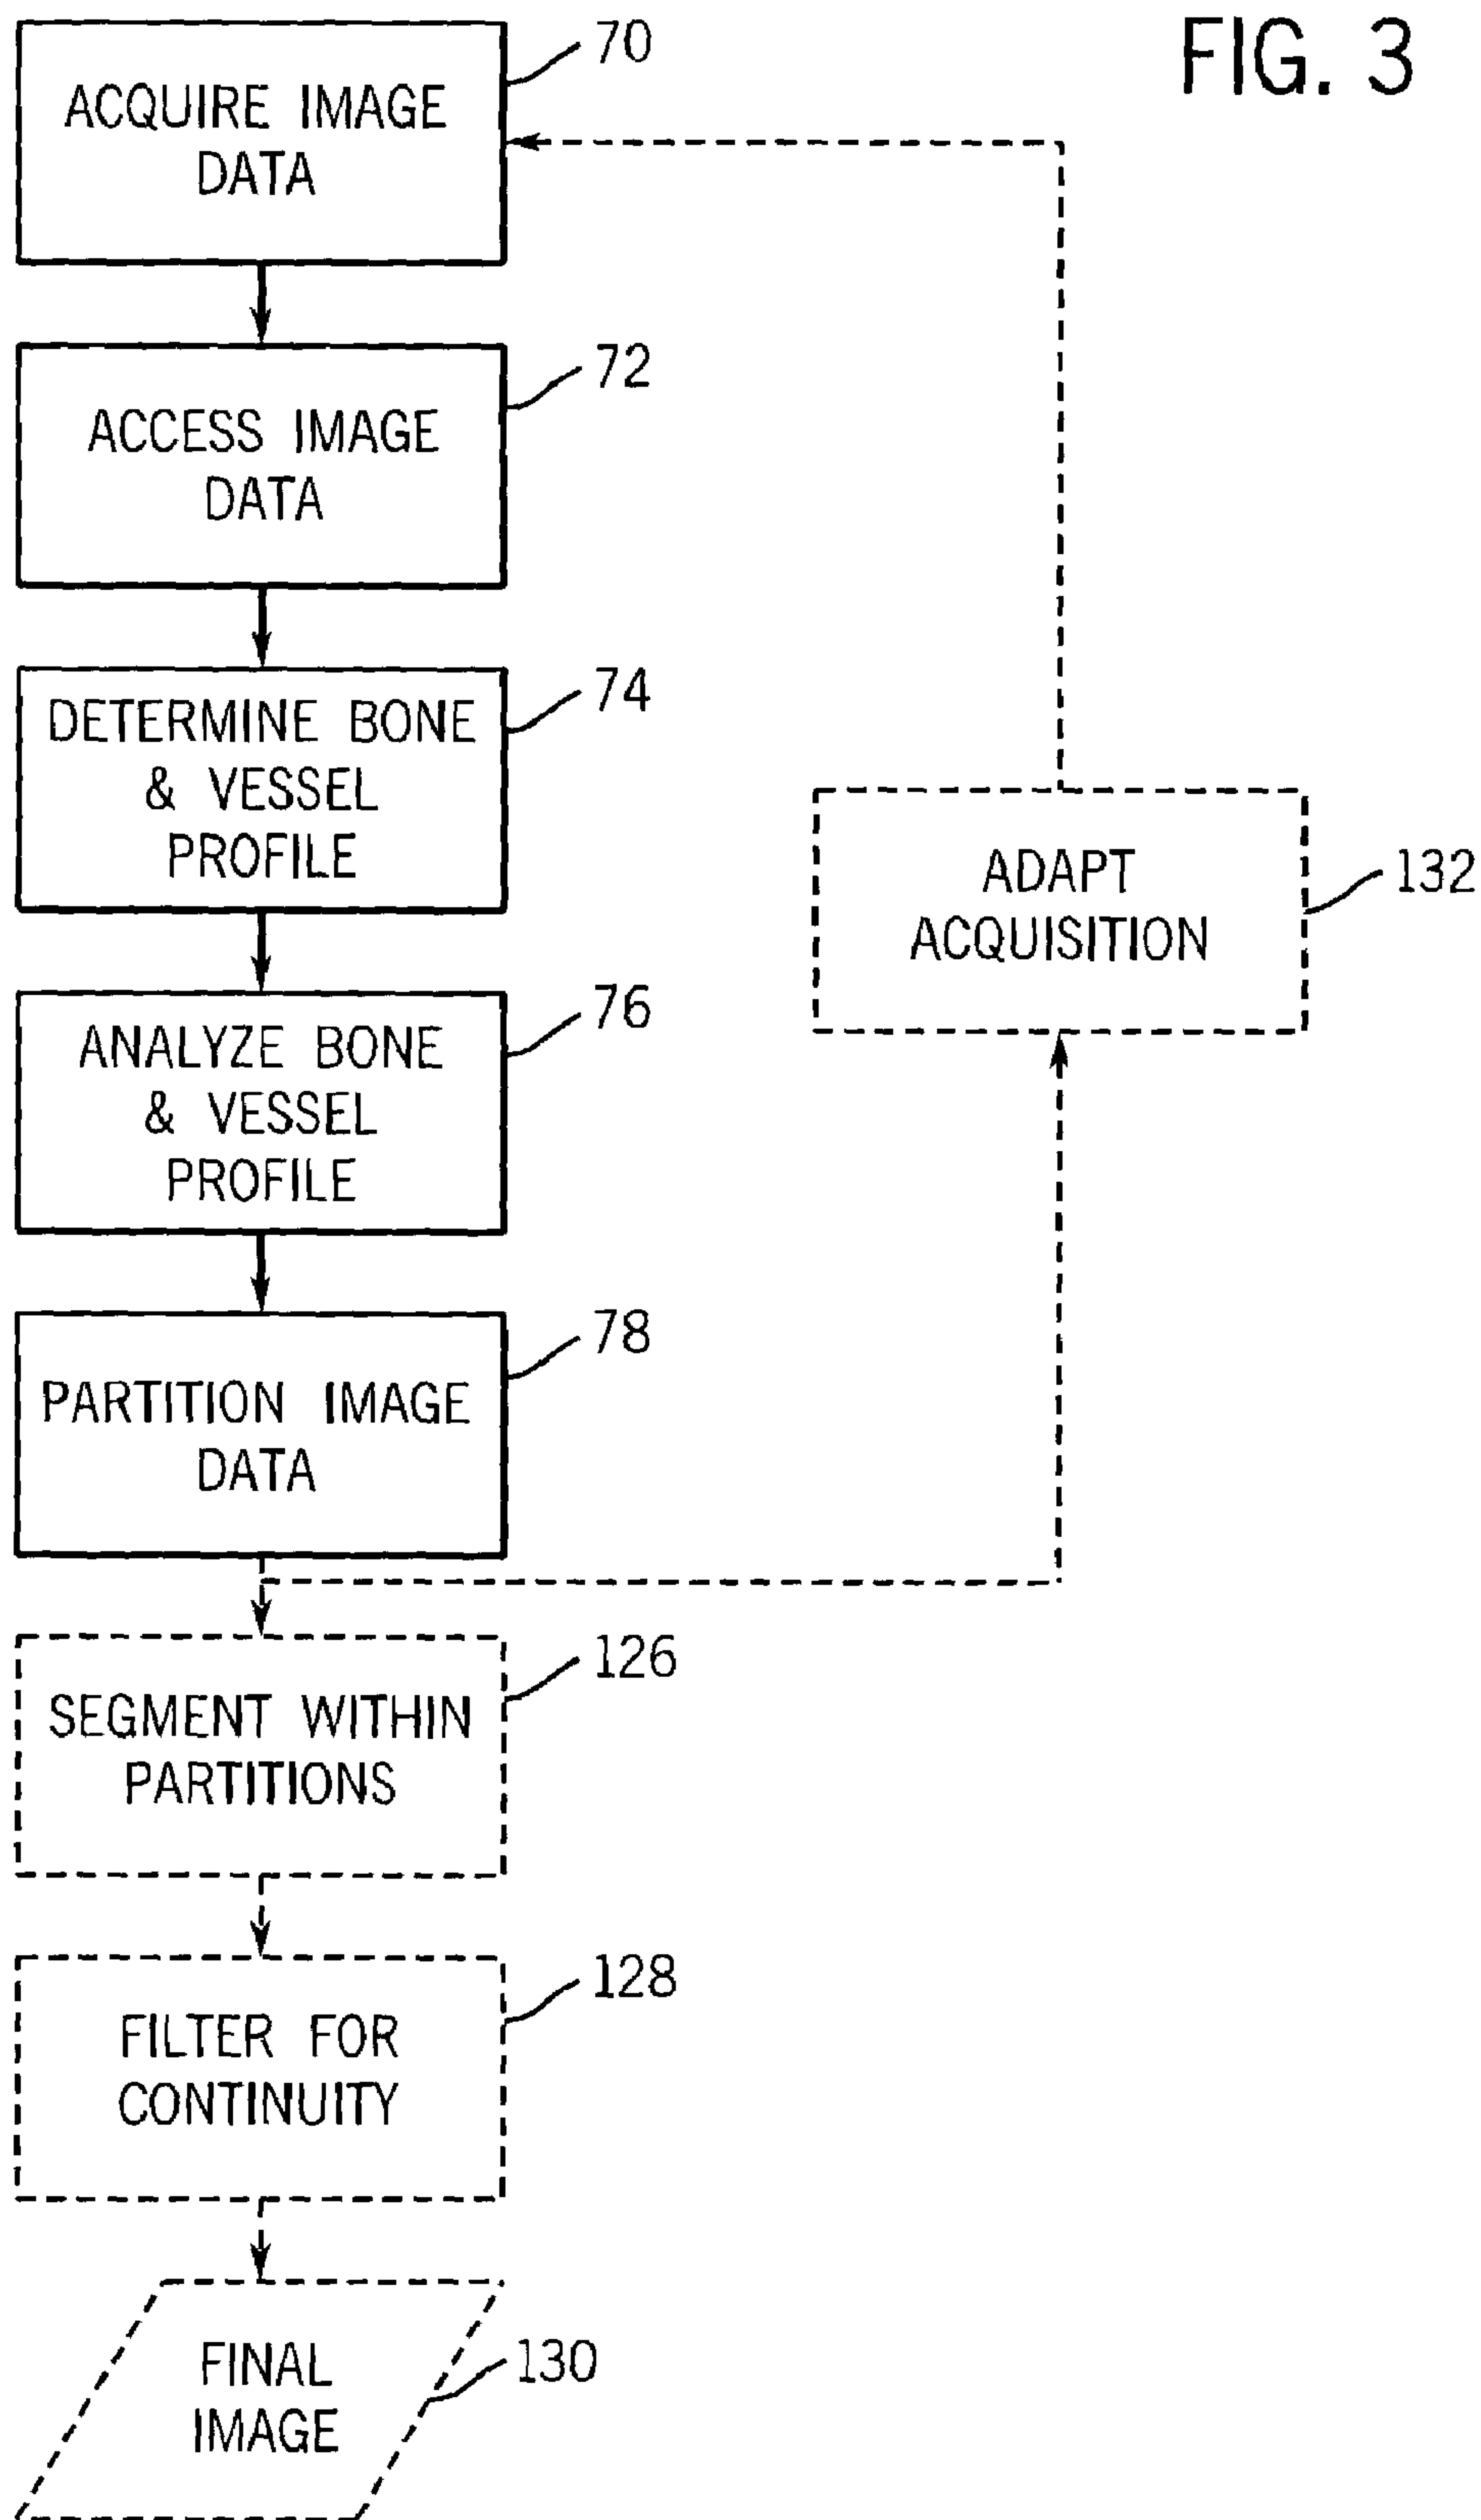 FIG. 3
70
ACQUIRE IMAGE
DATA
72
ACCESS IMAGE
DATA
74
DETERMINE BONE
& VESSEL
PROFILE
132
ADAPT
ACQUISITION
76
ANALYZE BONE
& VESSEL
PROFILE
78
PARTITION IMAGE
DATA
126
SEGMENT WITHIN
PARTITIONS
128
FILTER FOR
CONTINUITY
130
FINAL
IMAGE